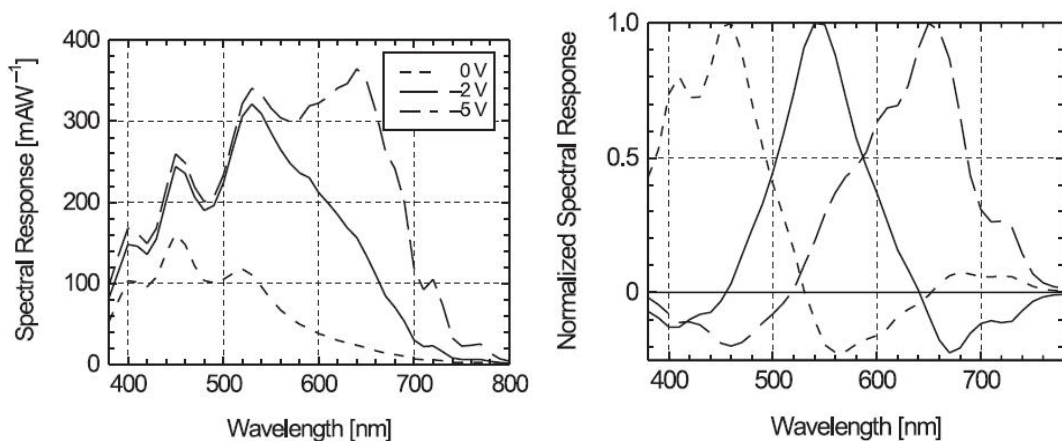 Spectral Response [mAW⁻¹]
400
300
200
100
0
0 V
2 V
5 V
400 500 600 700 800
Wavelength [nm]
Normalized Spectral Response
1.0
0.5
0
400 500 600 700
Wavelength [nm]